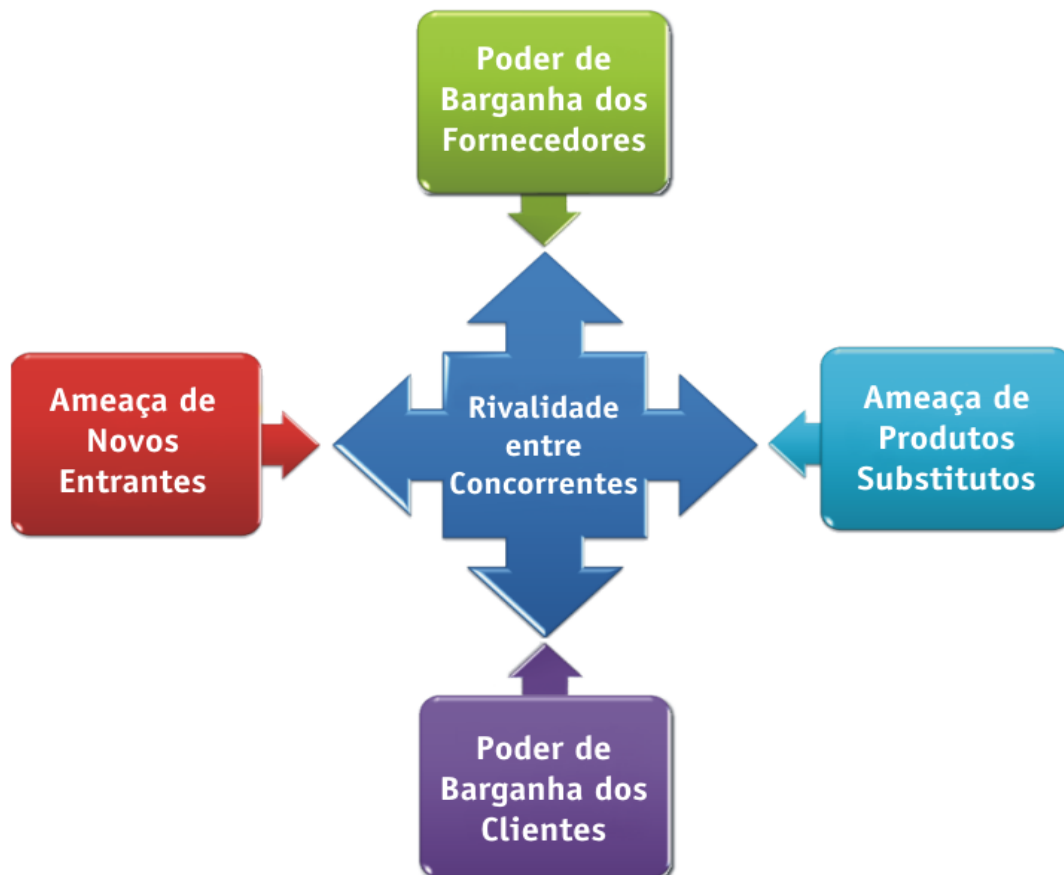 Poder de
Barganha dos
Fornecedores
Ameaça de
Novos
Entrantes
Rivalidade
entre
Concorrentes
Ameaça de
Produtos
Substitutos
Poder de
Barganha dos
Clientes